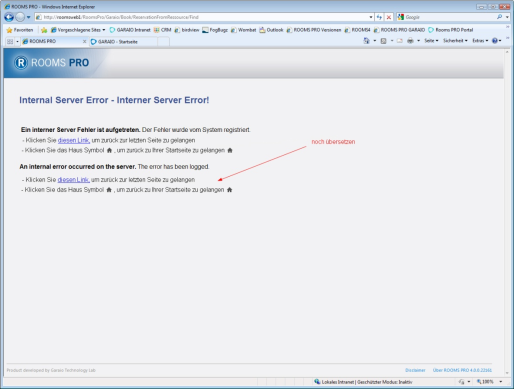 ROOMS PRO - Windows Internet Explorer
http://roomsweb1/RoomsPro/Garaio/Book/ReservationFromResource/Find
Google
Favoriten
Vorgeschlagene Sites
GARAIO Intranet
CRM
birdview
FogBugz
Wombat
Outlook
ROOMS PRO Versionen
ROOMS4
ROOMS PRO GARAIO
Rooms Pro Portal
ROOMS PRO
GARAIO - Startseite
Seite
Sicherheit
Extras
R ROOMS PRO
Internal Server Error - Interner Server Error!
Ein interner Server Fehler ist aufgetreten. Der Fehler wurde vom System registriert.
- Klicken Sie diesen Link, um zurück zur letzten Seite zu gelangen
noch übersetzen
- Klicken Sie das Haus Symbol , um zurück zu Ihrer Startseite zu gelangen
An internal error occurred on the server. The error has been logged.
- Klicken Sie diesen Link, um zurück zur letzten Seite zu gelangen
- Klicken Sie das Haus Symbol , um zurück zu Ihrer Startseite zu gelangen
Product developed by Garaio Technology Lab
Disclaimer
Über ROOMS PRO
Lokales Intranet | Geschützter Modus: Inaktiv
100%